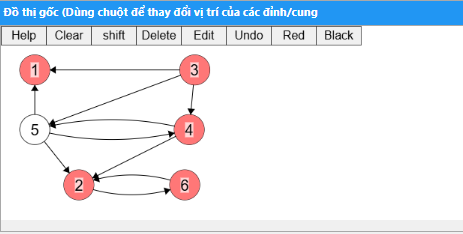 Đồ thị gốc (Dùng chuột để thay đổi vị trí của các đỉnh/cung
Help Clear shift Delete Edit Undo Red Black
1 3
5 4
2 6